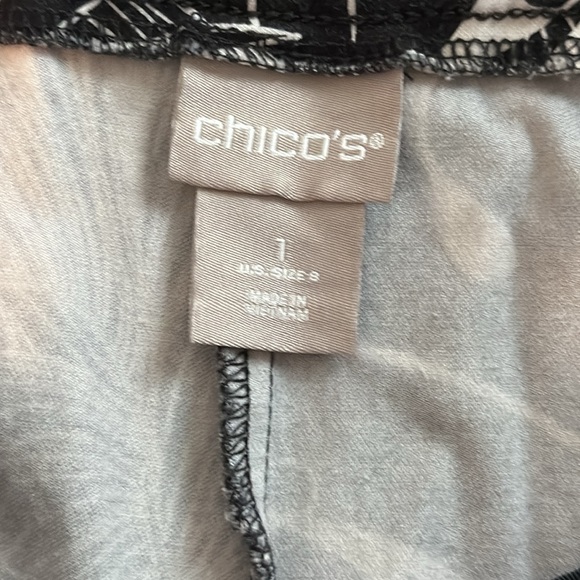 chico's®
1
U.S. SIZE 8
MADE IN
VIETNAM